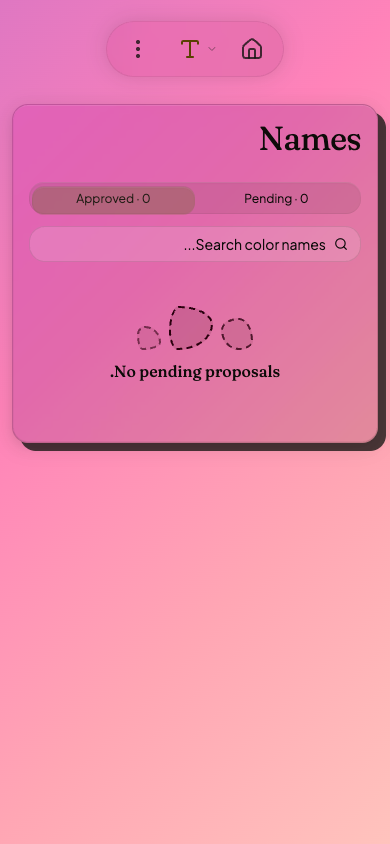 Names
Pending · 0
Approved · 0
Search color names...
No pending proposals.